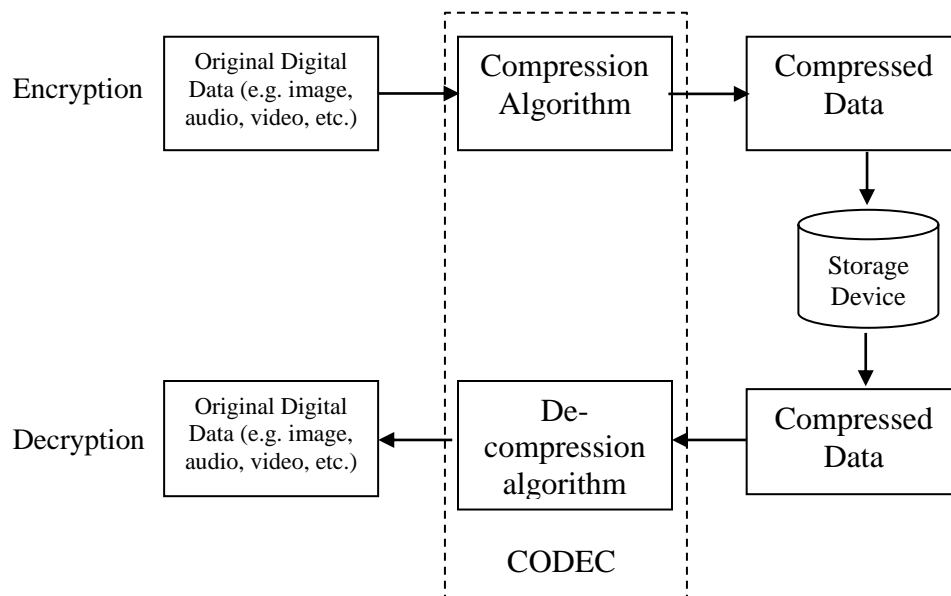 Encryption
Original Digital
Data (e.g. image,
audio, video, etc.)
Compression
Algorithm
Compressed
Data
Storage
Device
Decryption
Original Digital
Data (e.g. image,
audio, video, etc.)
De-
compression
algorithm
Compressed
Data
CODEC